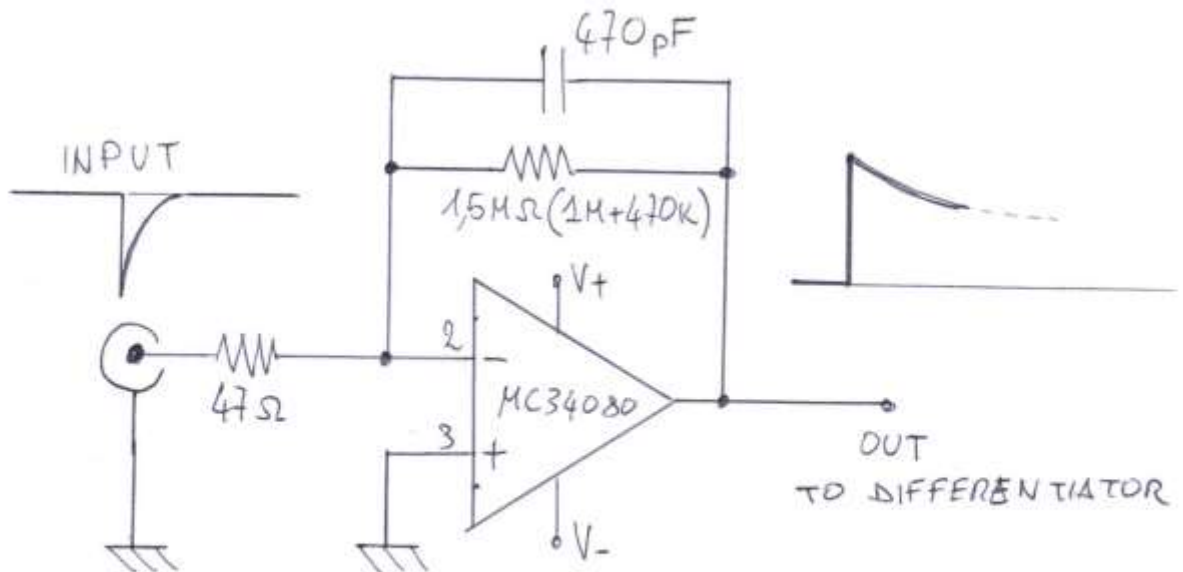 470pF
INPUT
1,5MΩ(1M+470K)
V+
2
-
47Ω
MC34080
3
+
OUT
TO DIFFERENTIATOR
V-